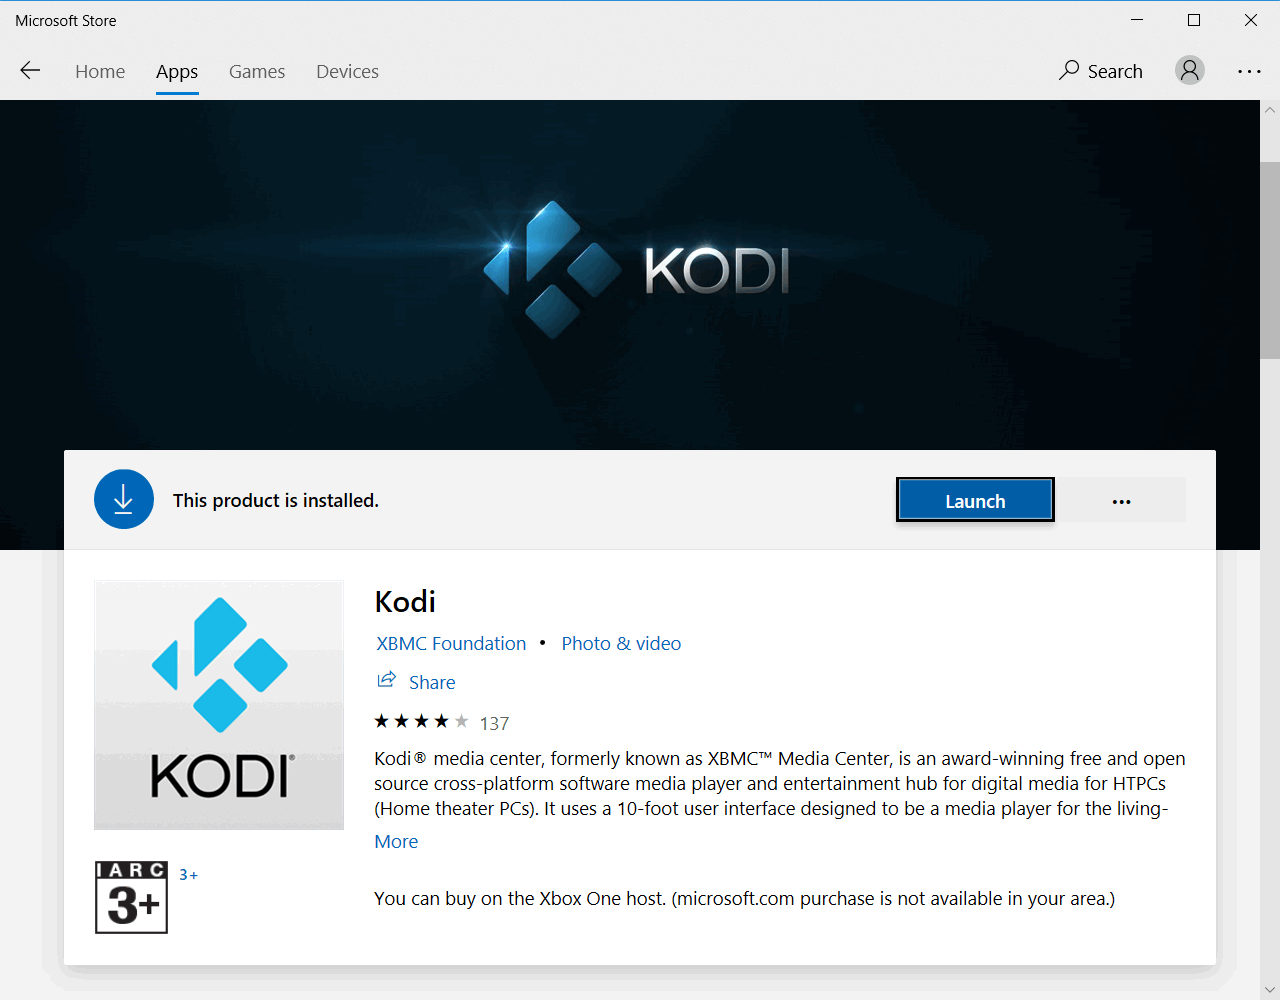 Microsoft Store
Home Apps Games Devices Search
KODI
This product is installed. Launch
KODI®
Kodi
XBMC Foundation • Photo & video
Share
137
Kodi® media center, formerly known as XBMC™ Media Center, is an award-winning free and open
source cross-platform software media player and entertainment hub for digital media for HTPCs
(Home theater PCs). It uses a 10-foot user interface designed to be a media player for the living-
More
IARC
3+
3+
You can buy on the Xbox One host. (microsoft.com purchase is not available in your area.)